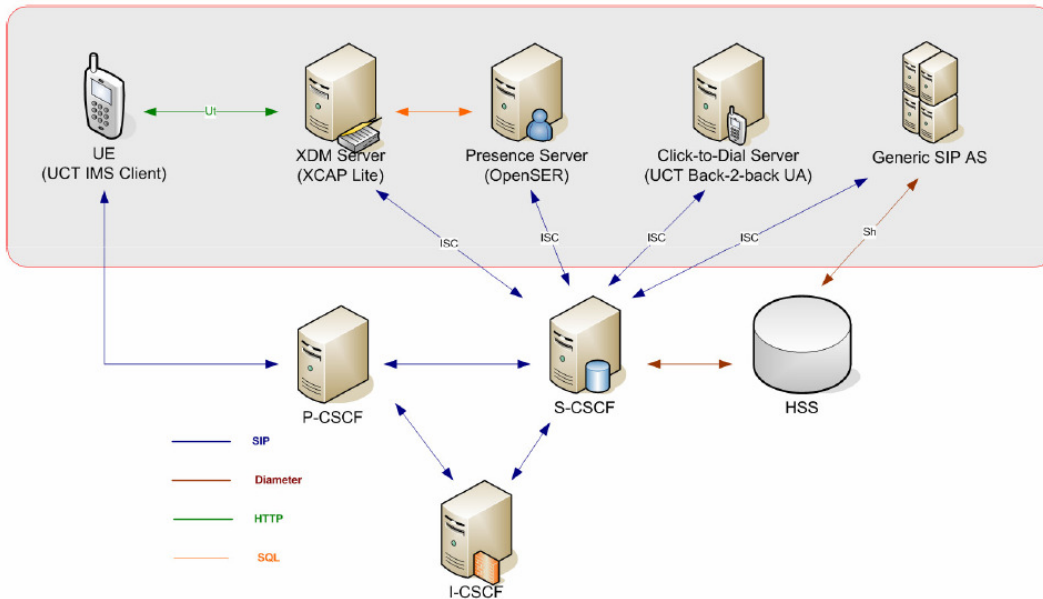 Ut
UE
(UCT IMS Client)
XDM Server
(XCAP Lite)
Presence Server
(OpenSER)
Click-to-Dial Server
(UCT Back-2-back UA)
Generic SIP AS
ISC
ISC
ISC
ISC
Sh
P-CSCF
S-CSCF
HSS
SIP
Diameter
HTTP
SQL
I-CSCF